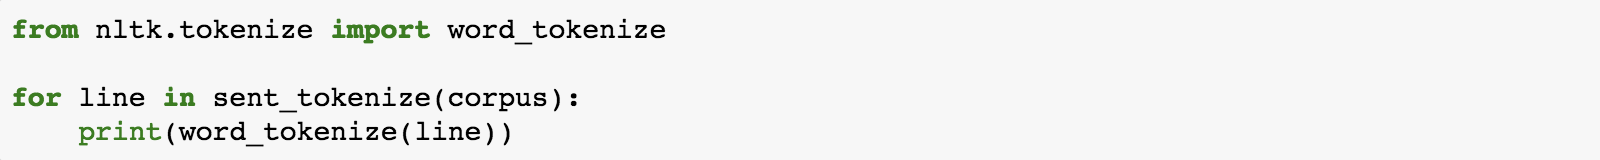 from nltk.tokenize import word_tokenize
for line in sent_tokenize(corpus):
    print(word_tokenize(line))